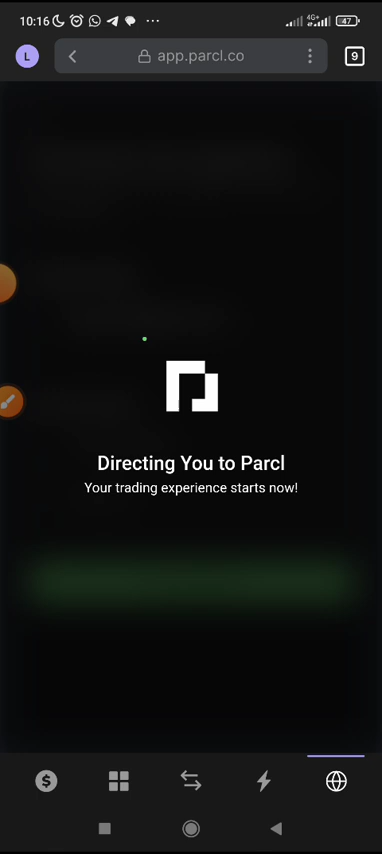 10:16
4G+
47
L
app.parcl.co
9
Directing You to Parcl
Your trading experience starts now!